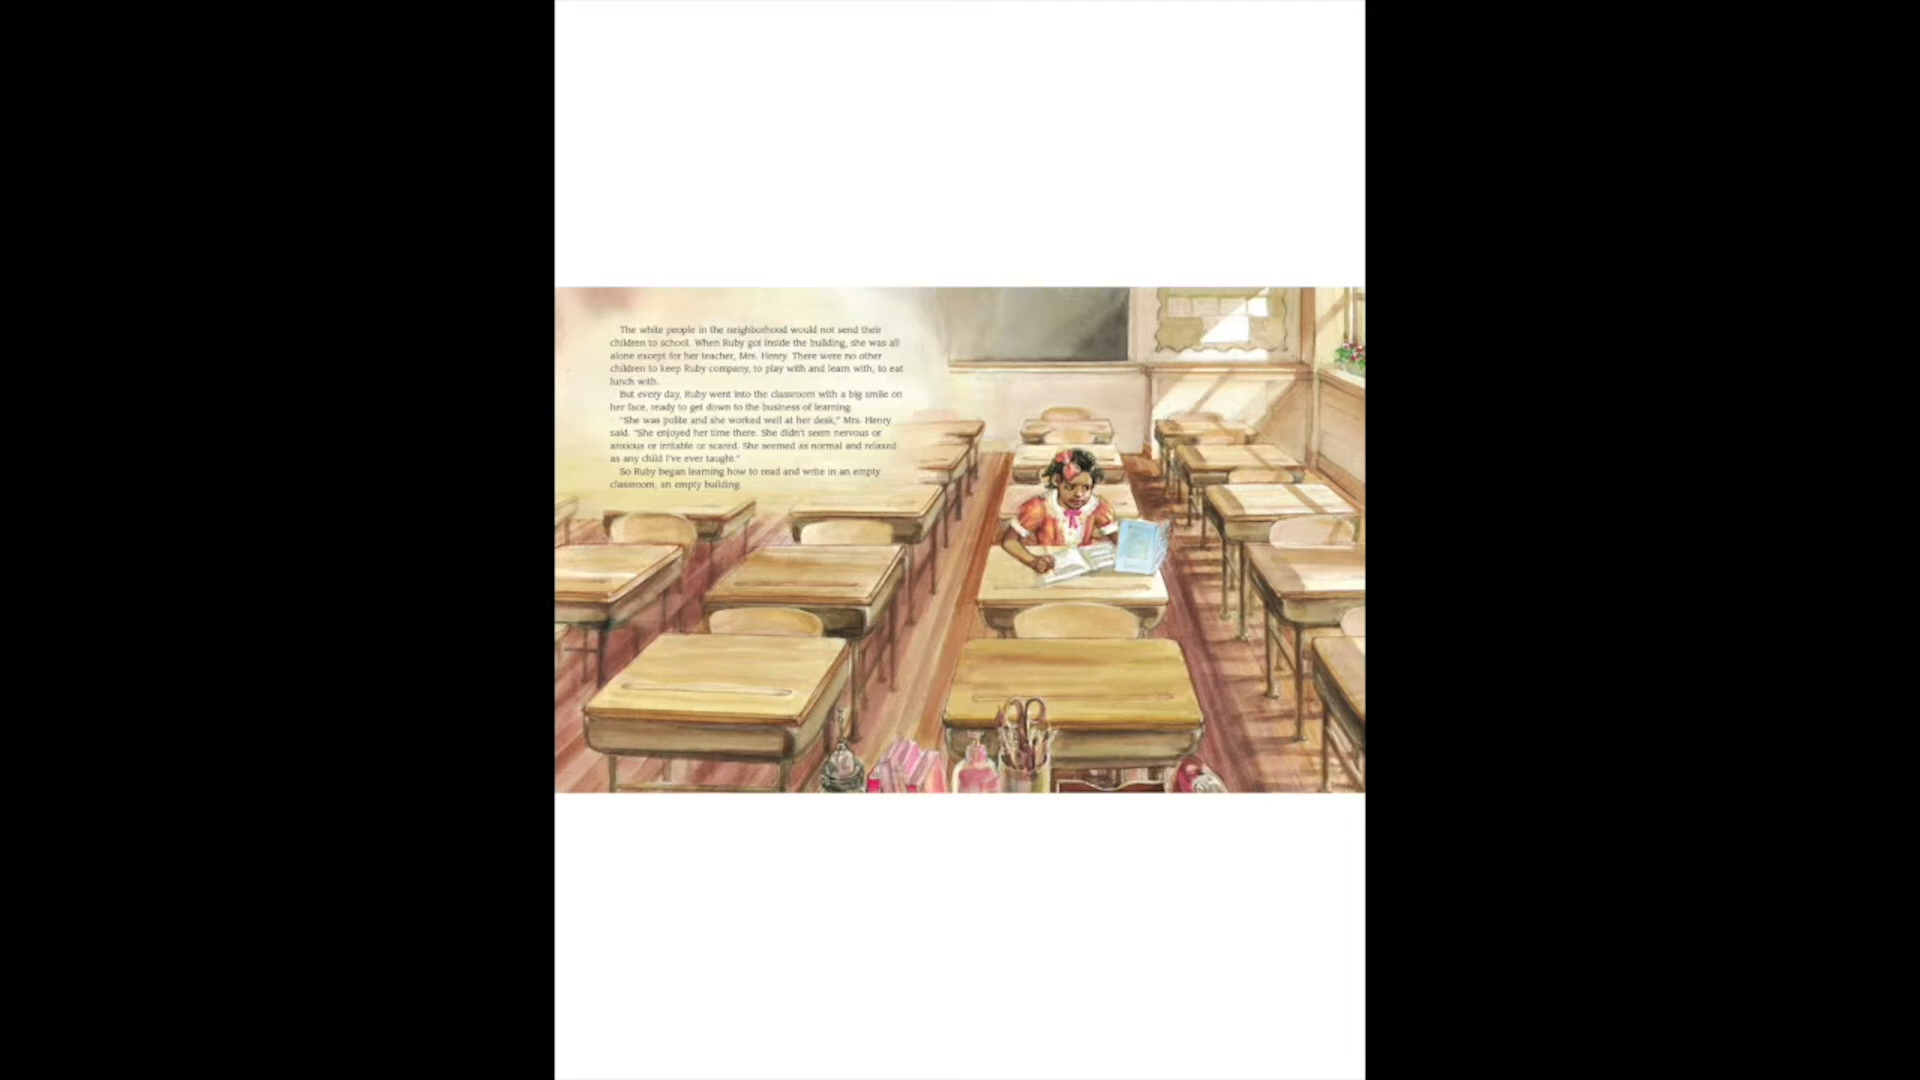 The white people in the neighborhood would not send their
children to school. When Ruby got inside the building, she was all
alone except for her teacher, Mrs. Henry. There were no other
children to keep Ruby company, to play with and learn with, to eat
lunch with.
But every day, Ruby went into the classroom with a big smile on
her face, ready to get down to the business of learning.
"She was polite and she worked well at her desk," Mrs. Henry
said. "She enjoyed her time there. She didn't seem nervous or
anxious or irritable or scared. She seemed as normal and relaxed
as any child I've ever taught."
So Ruby began learning how to read and write in an empty
classroom, an empty building.